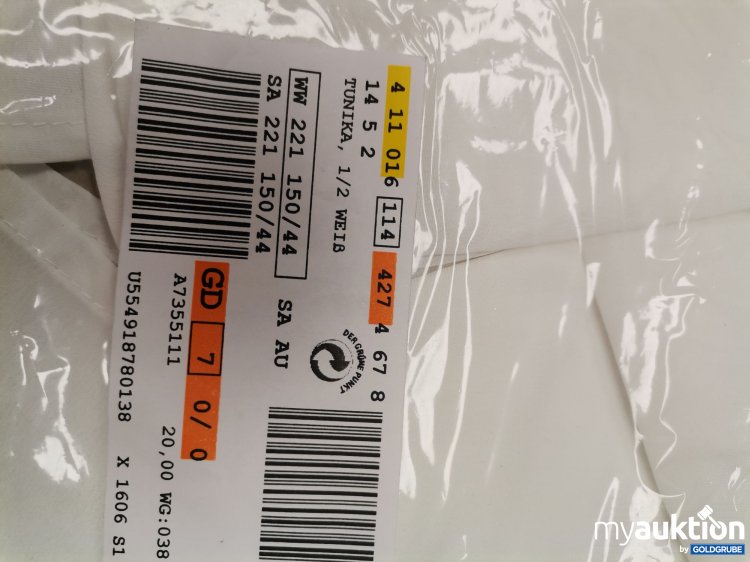 4 11 016 114 427 4 67 8
14 5 2
TUNIKA, 1/2 WEIß
WW 221 150/44
SA 221 150/44 SA AU
DER GRÜNE PUNKT
GD 7 0/ 0
A7355111 20,00 WG:038
U554918780138 X 1606 S1
myauktion
by GOLDGRUBE